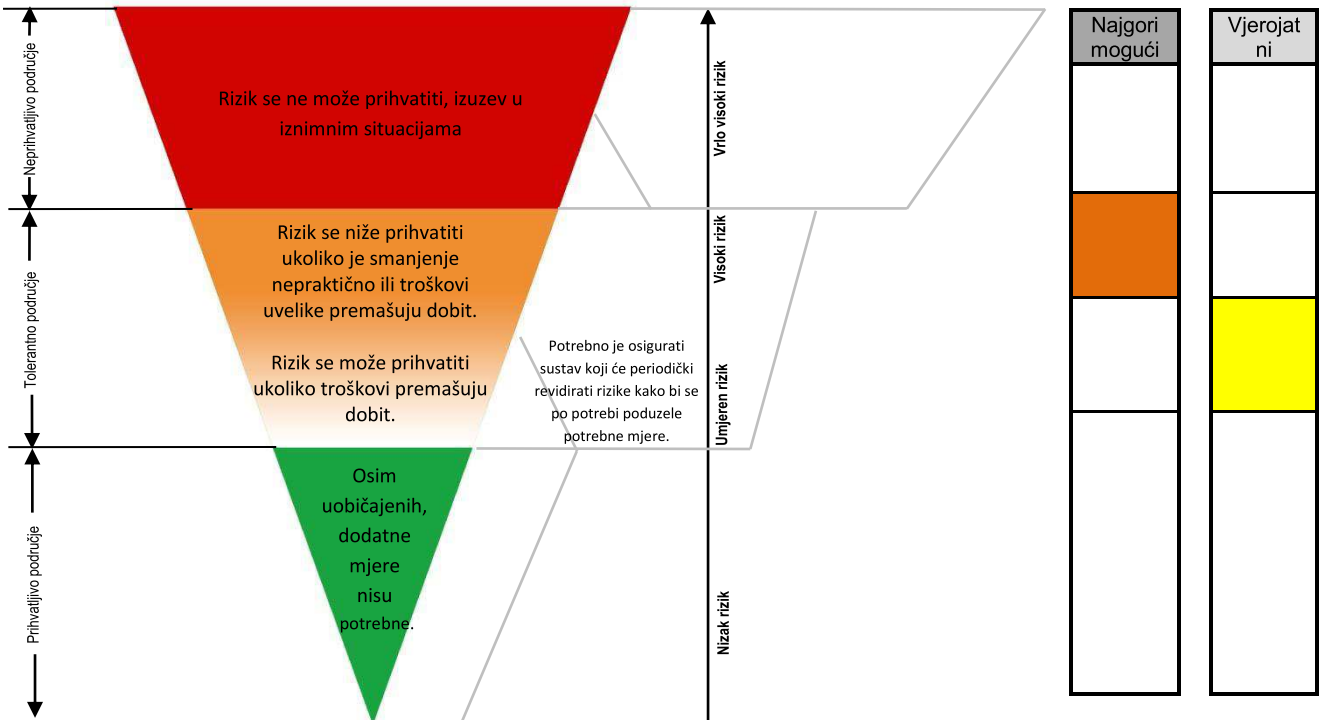 Neprihvatljivo područje
Rizik se ne može prihvatiti, izuzev u
iznimnim situacijama
Vrlo visoki rizik
Najgori
mogući
Vjerojat
ni
Tolerantno područje
Rizik se niže prihvatiti
ukoliko je smanjenje
nepraktično ili troškovi
uvelike premašuju dobit.
Rizik se može prihvatiti
ukoliko troškovi premašuju
dobit.
Potrebno je osigurati
sustav koji će periodički
revidirati rizike kako bi se
po potrebi poduzele
potrebne mjere.
Visoki rizik
Umjeren rizik
Prihvatljivo područje
Osim
uobičajenih,
dodatne
mjere
nisu
potrebne.
Nizak rizik